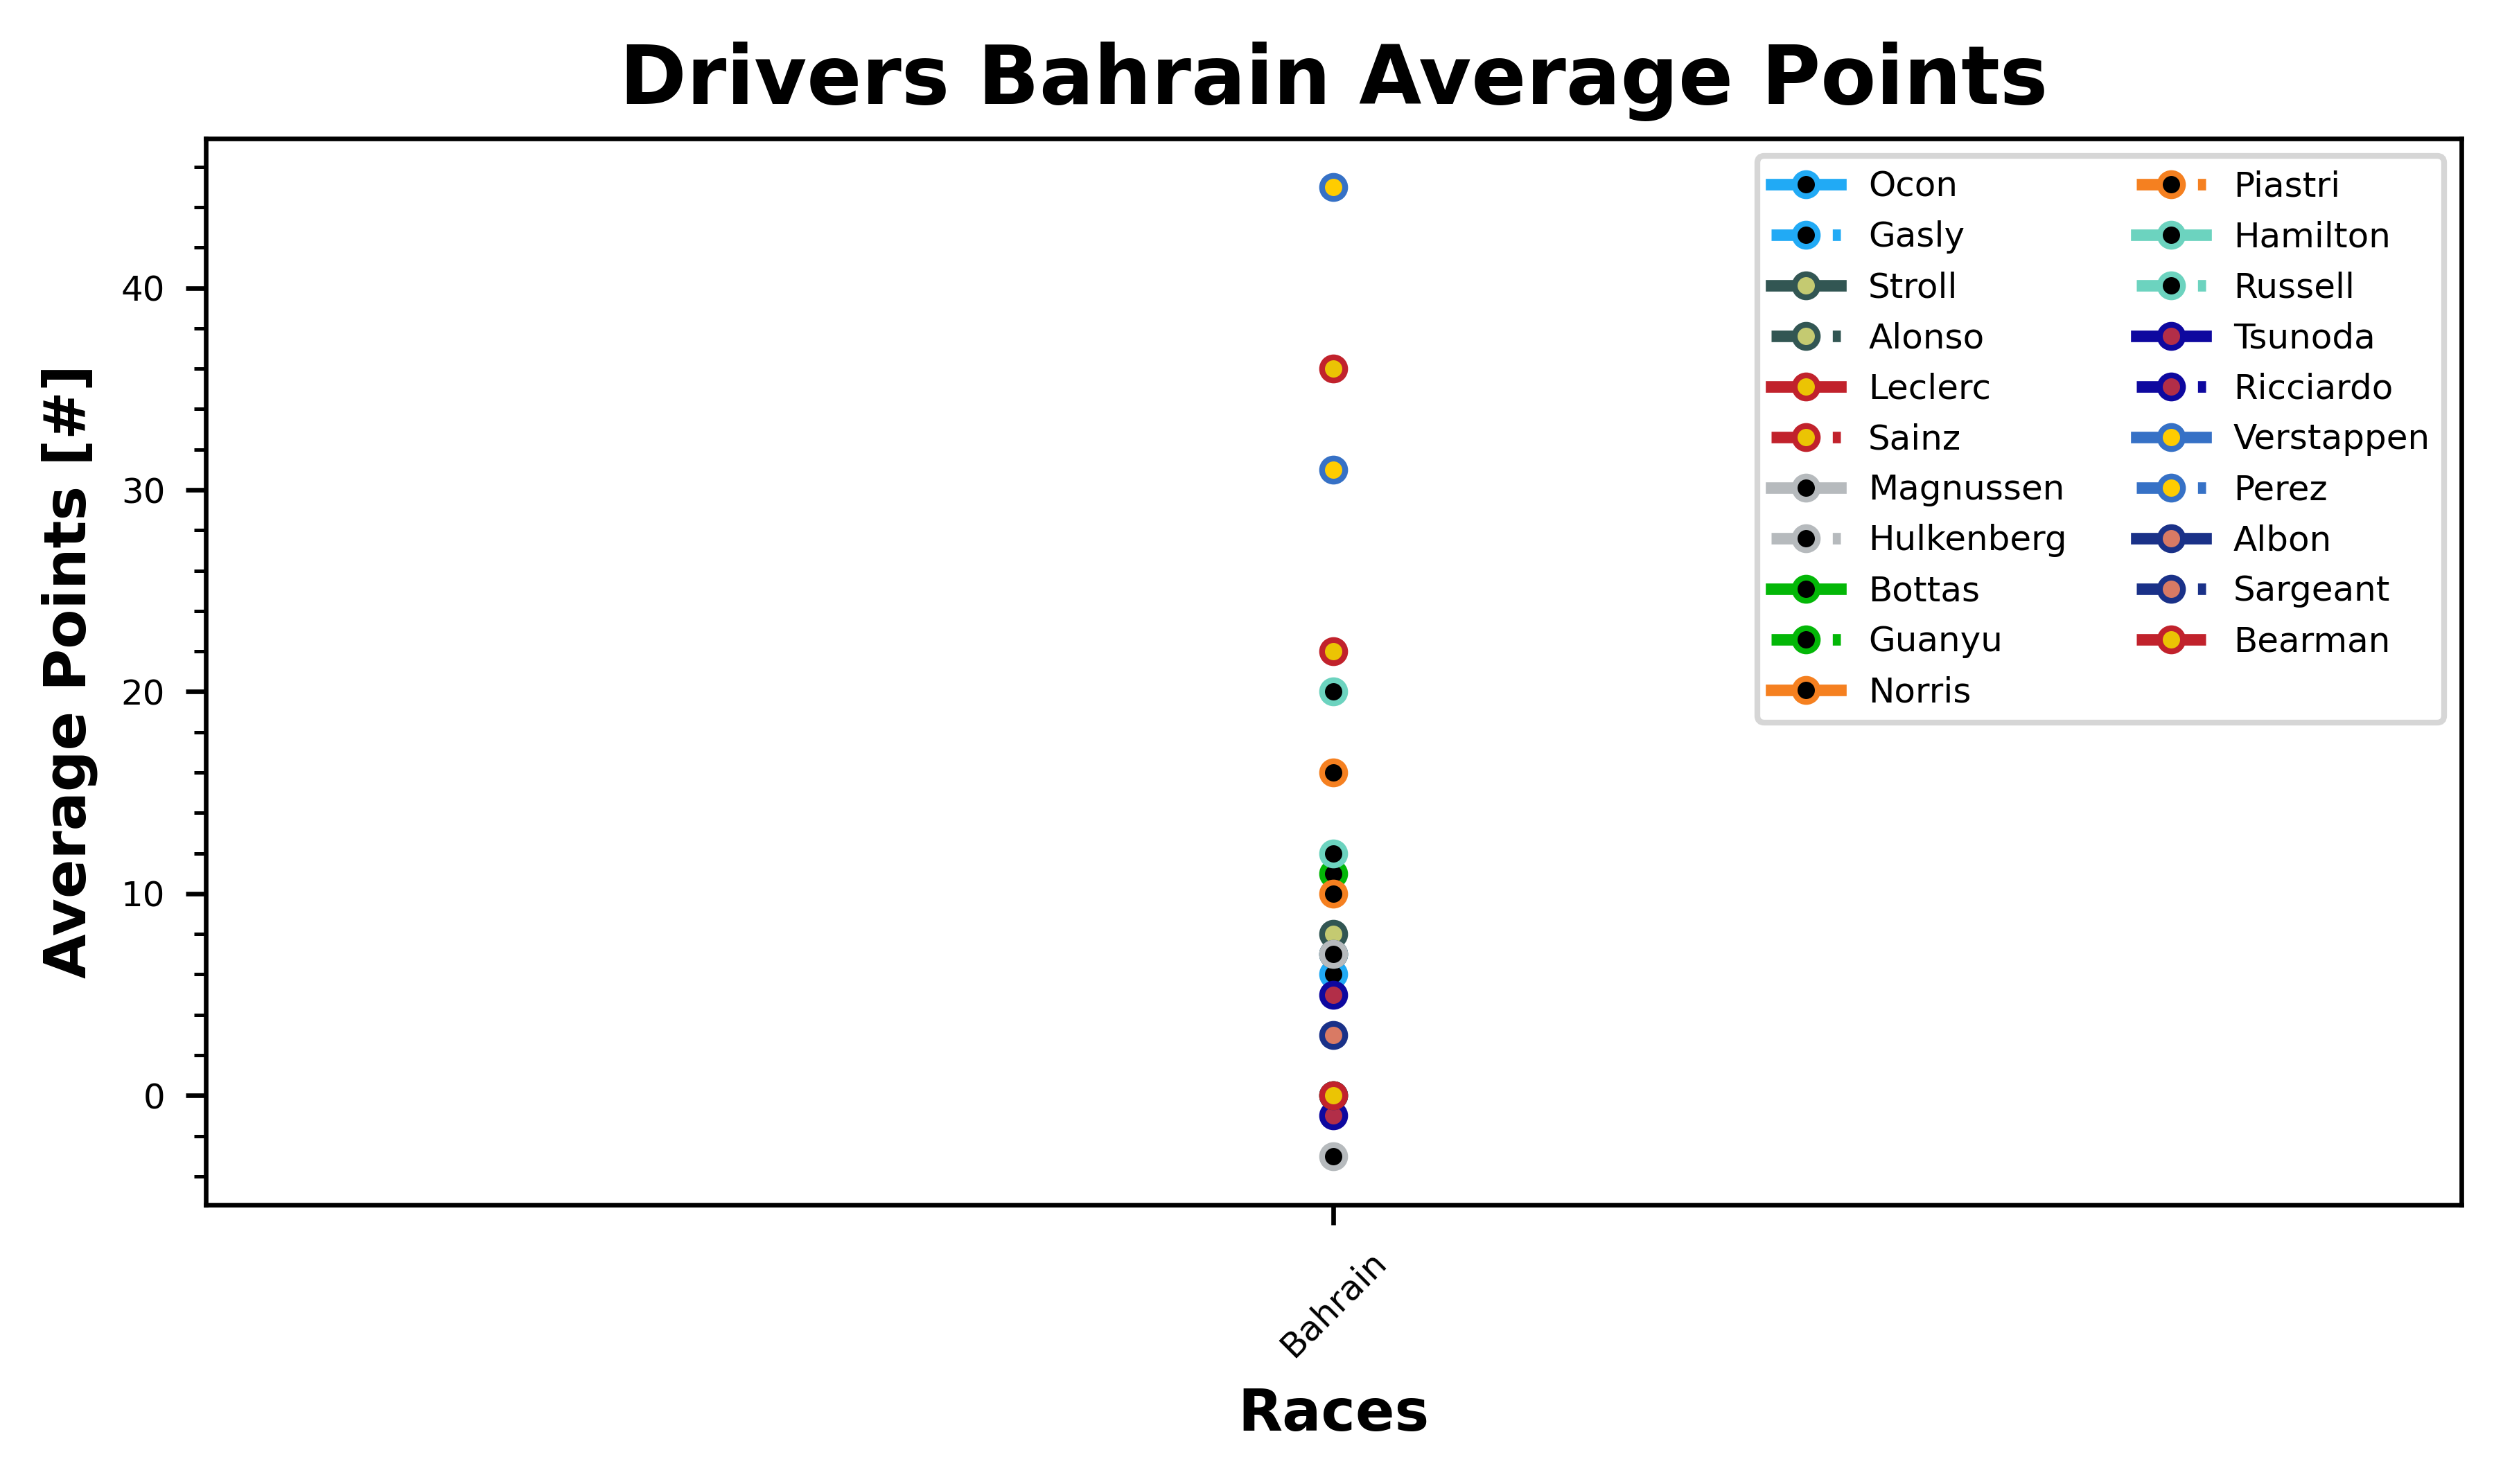 Drivers Bahrain Average Points
Average Points [#]
40
30
20
10
0
Ocon
Gasly
Stroll
Alonso
Leclerc
Sainz
Magnussen
Hulkenberg
Bottas
Guanyu
Norris
Piastri
Hamilton
Russell
Tsunoda
Ricciardo
Verstappen
Perez
Albon
Sargeant
Bearman
Bahrain
Races